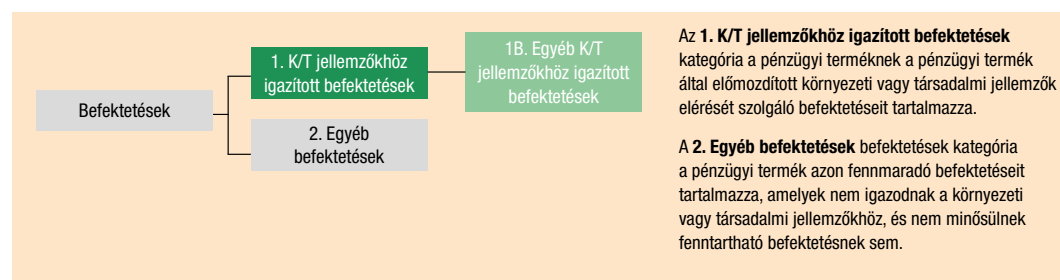 Befektetések
1. K/T jellemzőkhöz
igazított befektetések
2. Egyéb
befektetések
1B. Egyéb K/T
jellemzőkhöz igazított
befektetések
Az 1. K/T jellemzőkhöz igazított befektetések
kategória a pénzügyi terméknek a pénzügyi termék
által előmozdított környezeti vagy társadalmi jellemzők
elérését szolgáló befektetéseit tartalmazza.
A 2. Egyéb befektetések befektetések kategória
a pénzügyi termék azon fennmaradó befektetéseit
tartalmazza, amelyek nem igazodnak a környezeti
vagy társadalmi jellemzőkhöz, és nem minősülnek
fenntartható befektetésnek sem.